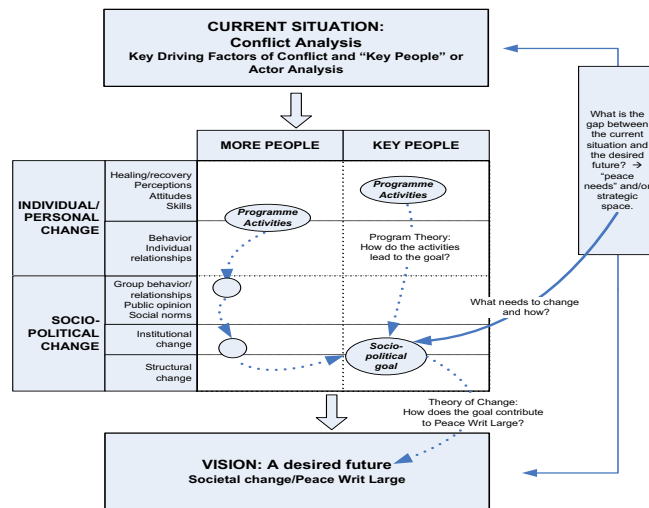 CURRENT SITUATION:
Conflict Analysis
Key Driving Factors of Conflict and “Key People” or
Actor Analysis
What is the
gap between
the current
situation and
the desired
future? →
“peace
needs” and/or
strategic
space.
MORE PEOPLE
KEY PEOPLE
INDIVIDUAL/
PERSONAL
CHANGE
Healing/recovery
Perceptions
Attitudes
Skills
Programme
Activities
Programme
Activities
Behavior
Individual
relationships
Program Theory:
How do the activities
lead to the goal?
SOCIO-
POLITICAL
CHANGE
Group behavior/
relationships
Public opinion
Social norms
What needs to change
and how?
Institutional
change
Socio-
political
goal
Structural
change
Theory of Change:
How does the goal contribute
to Peace Writ Large?
VISION: A desired future
Societal change/Peace Writ Large